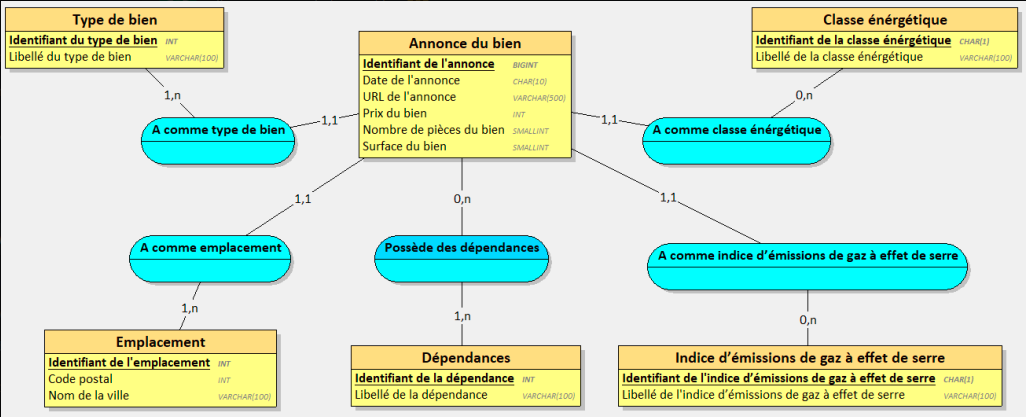 Type de bien
Identifiant du type de bien INT
Libellé du type de bien VARCHAR(100)
Classe énérgétique
Identifiant de la classe énérgétique CHAR(1)
Libellé de la classe énérgétique VARCHAR(100)
Annonce du bien
Identifiant de l'annonce BIGINT
Date de l'annonce CHAR(10)
URL de l'annonce VARCHAR(500)
Prix du bien INT
Nombre de pièces du bien SMALLINT
Surface du bien SMALLINT
1,n
0,n
1,1
1,1
A comme type de bien
A comme classe énérgétique
1,1
0,n
1,1
A comme emplacement
Possède des dépendances
A comme indice d’émissions de gaz à effet de serre
1,n
1,n
0,n
Emplacement
Identifiant de l'emplacement INT
Code postal INT
Nom de la ville VARCHAR(100)
Dépendances
Identifiant de la dépendance INT
Libellé de la dépendance VARCHAR(100)
Indice d’émissions de gaz à effet de serre
Identifiant de l'indice d’émissions de gaz à effet de serre CHAR(1)
Libellé de l'indice d’émissions de gaz à effet de serre VARCHAR(100)